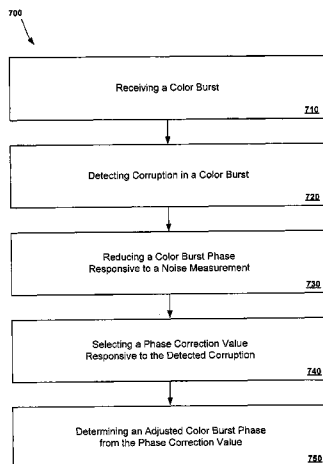 700
Receiving a Color Burst
710
Detecting Corruption in a Color Burst
720
Reducing a Color Burst Phase
Responsive to a Noise Measurement
730
Selecting a Phase Correction Value
Responsive to the Detected Corruption
740
Determining an Adjusted Color Burst Phase
from the Phase Correction Value
750